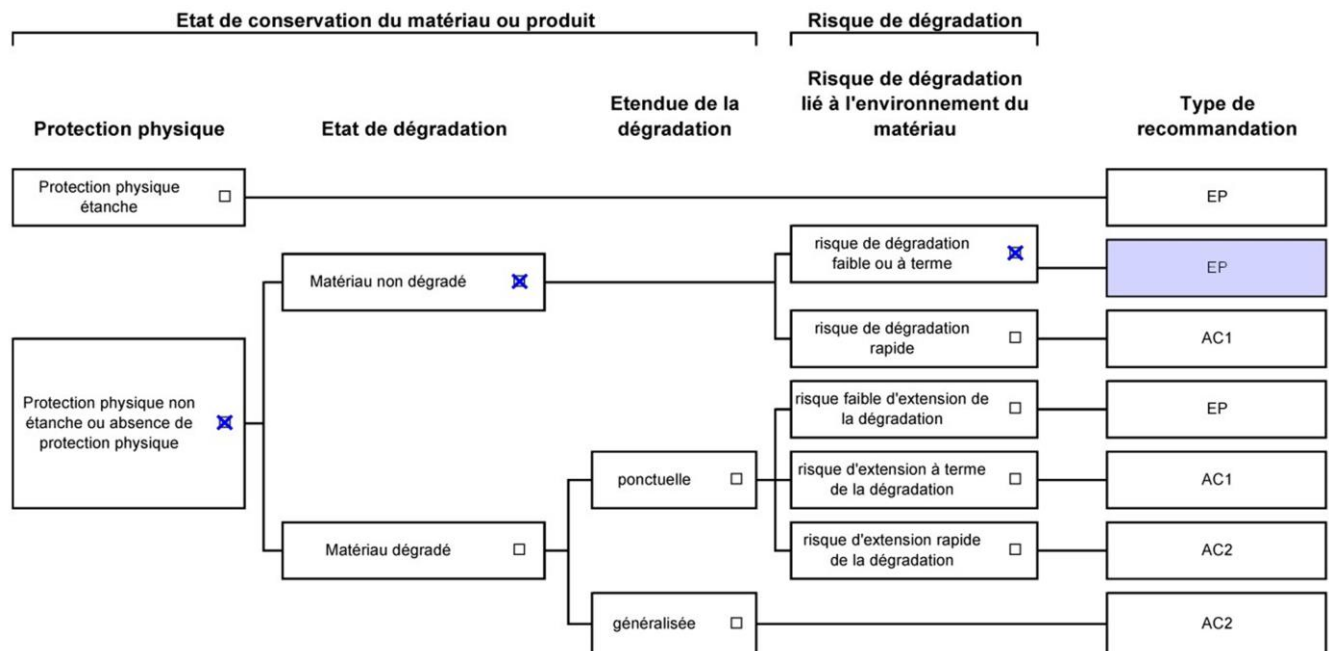 Etat de conservation du matériau ou produit
Risque de dégradation
Protection physique
Etat de dégradation
Etendue de la
dégradation
Risque de dégradation
lié à l'environnement du
matériau
Type de
recommandation
Protection physique
étanche
EP
risque de dégradation
faible ou à terme
EP
Matériau non dégradé
risque de dégradation
rapide
AC1
Protection physique non
étanche ou absence de
protection physique
risque faible d'extension de
la dégradation
EP
ponctuelle
risque d'extension à terme
de la dégradation
AC1
Matériau dégradé
risque d'extension rapide
de la dégradation
AC2
généralisée
AC2